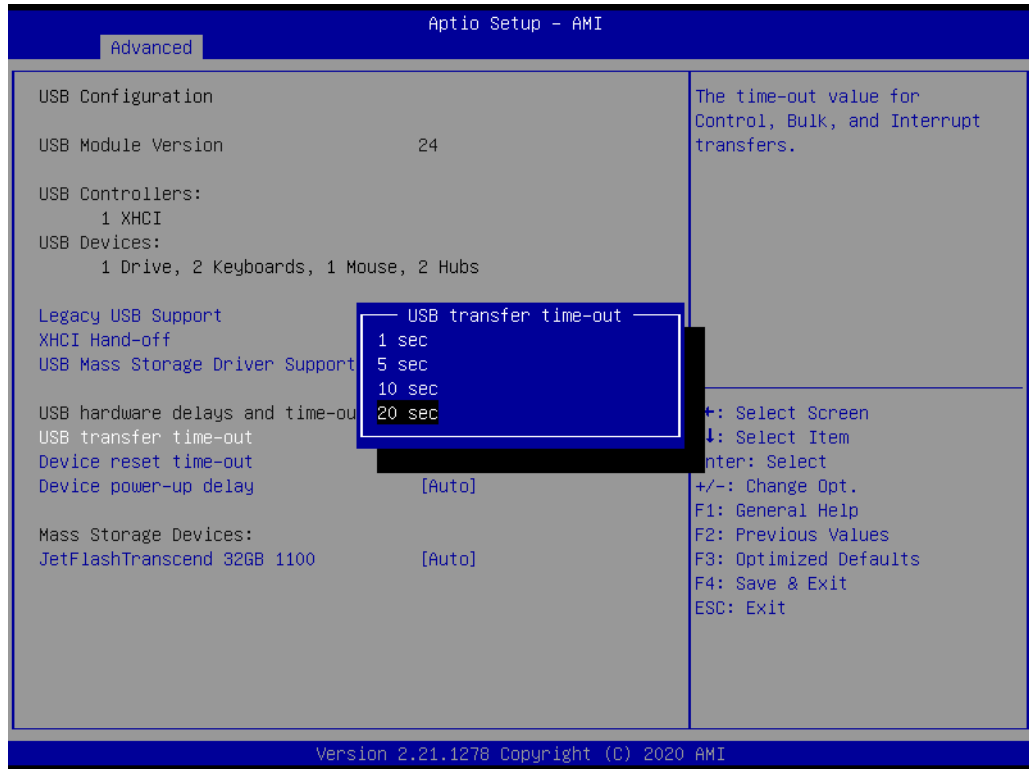 Aptio Setup – AMI
Advanced
USB Configuration
USB Module Version 24
USB Controllers:
1 XHCI
USB Devices:
1 Drive, 2 Keyboards, 1 Mouse, 2 Hubs
Legacy USB Support
XHCI Hand-off
USB Mass Storage Driver Support
USB hardware delays and
USB transfer time-out
Device reset time-out
Device power-up delay [Auto]
Mass Storage Devices:
JetFlashTranscend 32GB 1100 [Auto]
USB transfer time-out
1 sec
5 sec
10 sec
20 sec
The time-out value for
Control, Bulk, and Interrupt
transfers.
: Select Screen
: Select Item
: Select
+/-: Change Opt.
F1: General Help
F2: Previous Values
F3: Optimized Defaults
F4: Save & Exit
ESC: Exit
Version 2.21.1278 Copyright (C) 2020 AMI